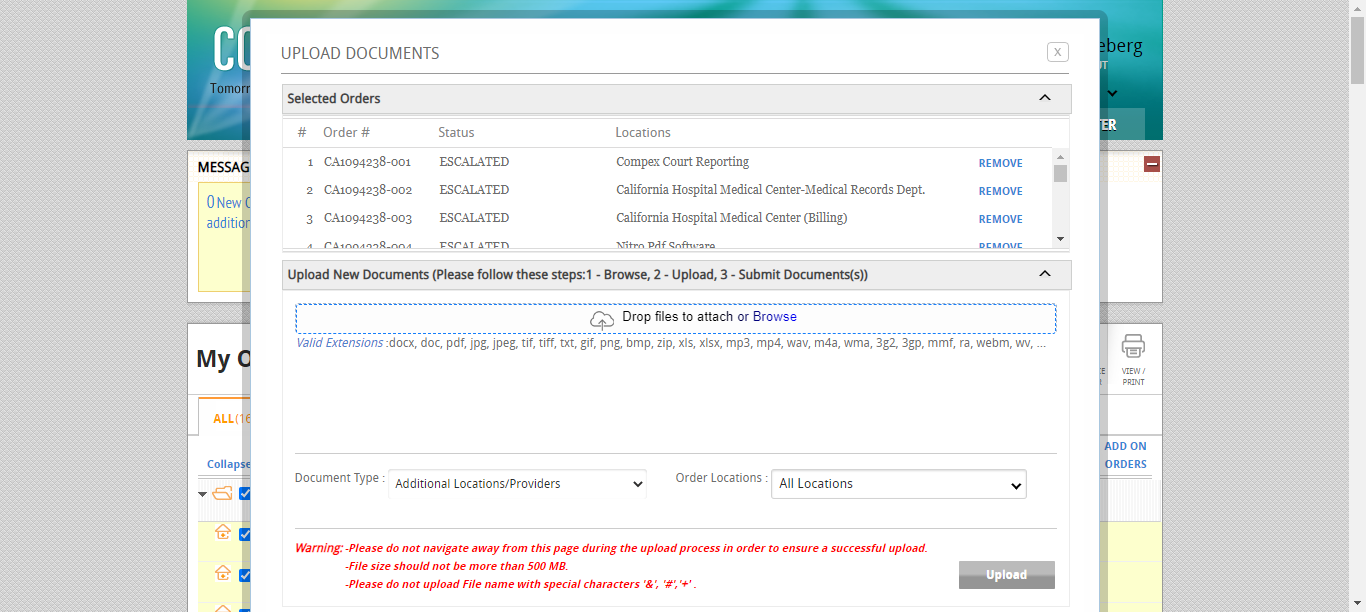 CO
eberg
UT
Tomorr
TER
UPLOAD DOCUMENTS
X
Selected Orders
# Order # Status Locations
1 CA1094238-001 ESCALATED Compex Court Reporting REMOVE
2 CA1094238-002 ESCALATED California Hospital Medical Center-Medical Records Dept. REMOVE
3 CA1094238-003 ESCALATED California Hospital Medical Center (Billing) REMOVE
4 CA1094238-004 ESCALATED Nitro Pdf Software REMOVE
MESSAG
0 New
addition
Upload New Documents (Please follow these steps:1 - Browse, 2 - Upload, 3 - Submit Documents(s))
Drop files to attach or Browse
Valid Extensions :docx, doc, pdf, jpg, jpeg, tif, tiff, txt, gif, png, bmp, zip, xls, xlsx, mp3, mp4, wav, m4a, wma, 3g2, 3gp, mmf, ra, webm, wv, ...
My O
VIEW /
PRINT
ALL(16
ADD ON
ORDERS
Collapse
Document Type : Additional Locations/Providers Order Locations : All Locations
Warning: -Please do not navigate away from this page during the upload process in order to ensure a successful upload.
-File size should not be more than 500 MB.
-Please do not upload File name with special characters '&', '#','+' .
Upload